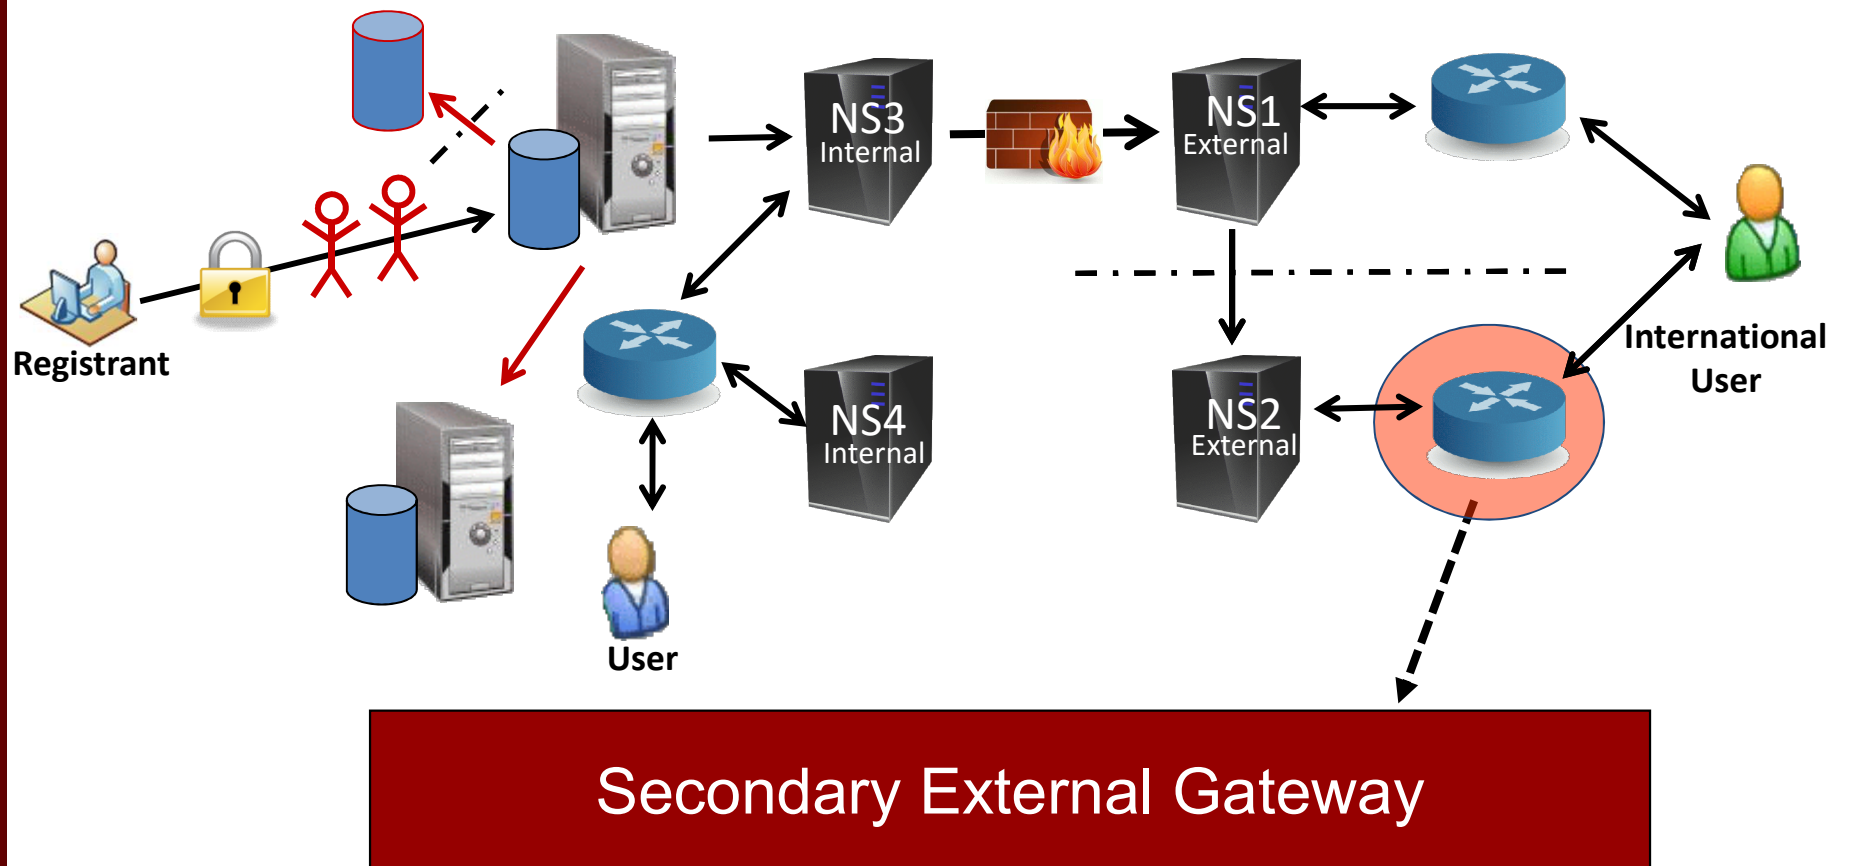 NS3
Internal
NS1
External
Registrant
International
User
NS4
Internal
NS2
External
User
Secondary External Gateway